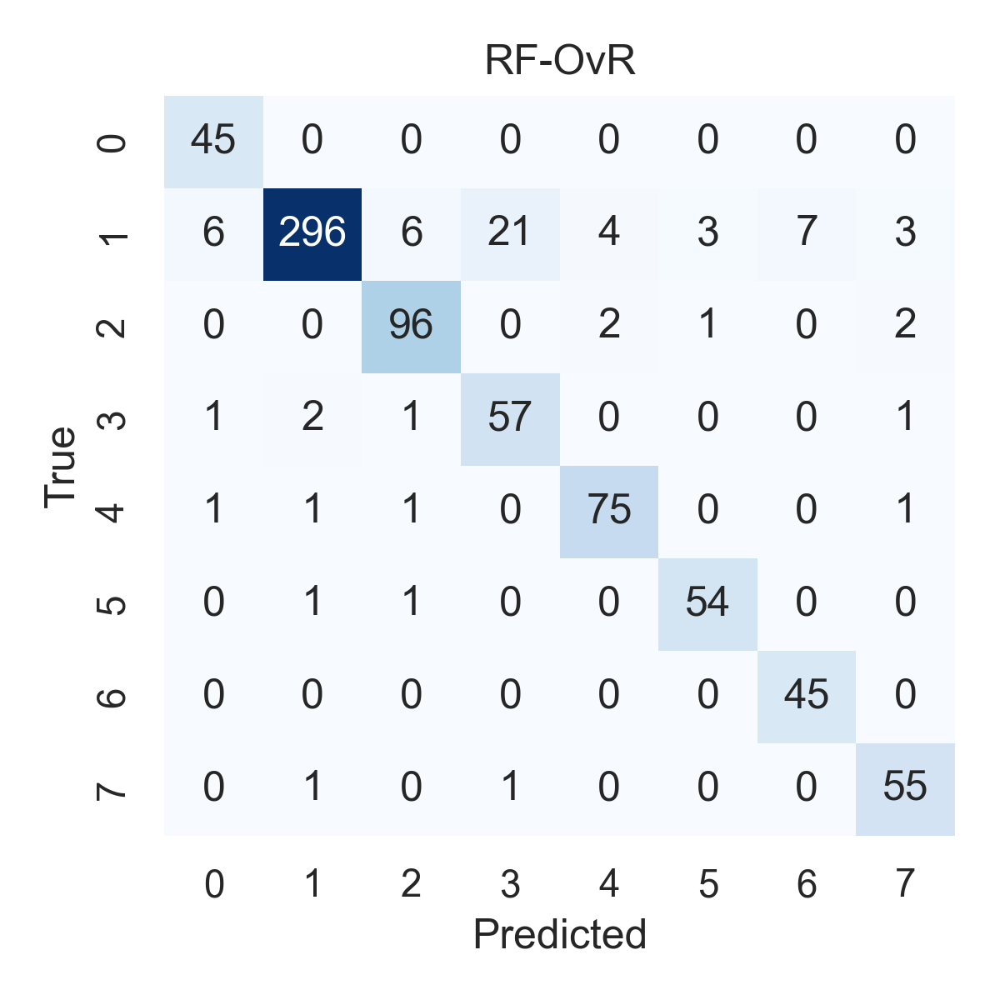 RF-OvR
0 45 0 0 0 0 0 0 0
1 6 296 6 21 4 3 7 3
2 0 0 96 0 2 1 0 2
3 1 2 1 57 0 0 0 1
True
4 1 1 1 0 75 0 0 1
5 0 1 1 0 0 54 0 0
6 0 0 0 0 0 0 45 0
7 0 1 0 1 0 0 0 55
0 1 2 3 4 5 6 7
Predicted